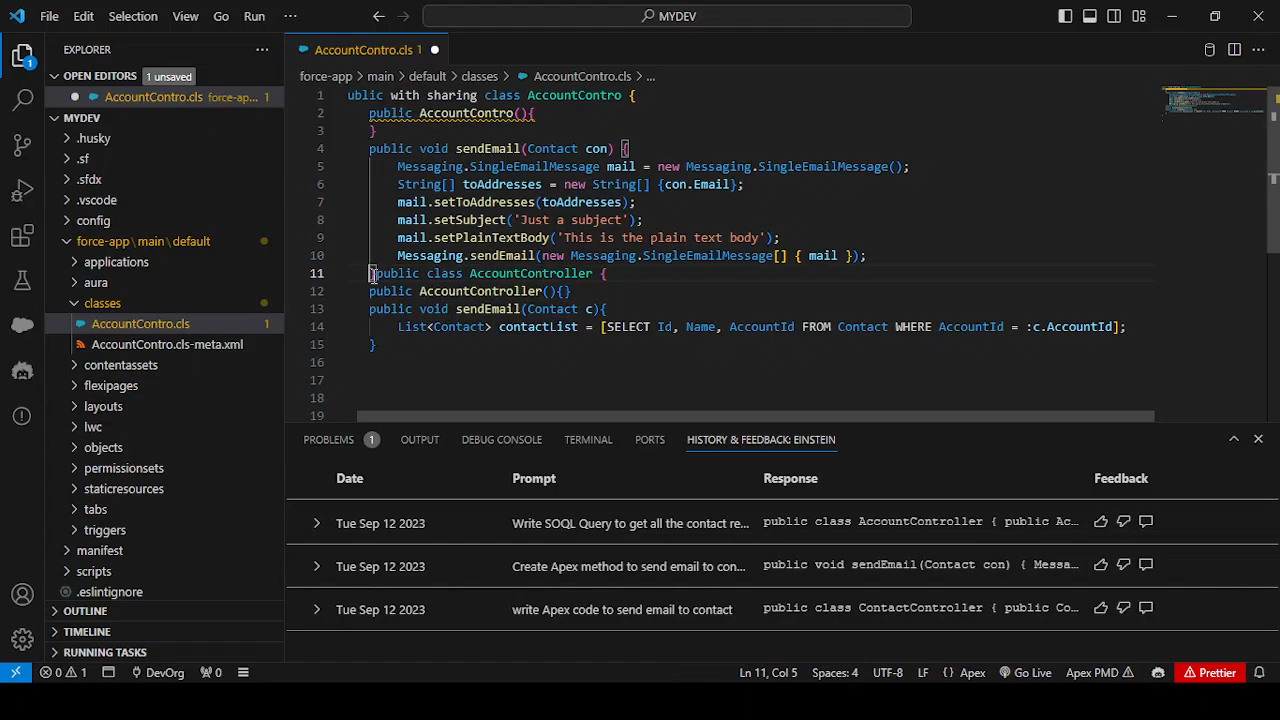 File Edit Selection View Go Run ··· MYDEV
EXPLORER ···
OPEN EDITORS 1 unsaved
AccountContro.cls force-ap... 1
MYDEV
.husky
.sf
.sfdx
.vscode
config
force-app\main\default
applications
aura
classes
AccountContro.cls 1
AccountContro.cls-meta.xml
contentassets
flexipages
layouts
lwc
objects
permissionsets
staticresources
tabs
triggers
manifest
scripts
.eslintignore
OUTLINE
TIMELINE
RUNNING TASKS
1
AccountContro.cls 1
force-app > main > default > classes > AccountContro.cls > ...
1 ublic with sharing class AccountContro {
2 public AccountContro(){
3 }
4 public void sendEmail(Contact con) {
5 Messaging.SingleEmailMessage mail = new Messaging.SingleEmailMessage();
6 String[] toAddresses = new String[] {con.Email};
7 mail.setToAddresses(toAddresses);
8 mail.setSubject('Just a subject');
9 mail.setPlainTextBody('This is the plain text body');
10 Messaging.sendEmail(new Messaging.SingleEmailMessage[] { mail });
11 }public class AccountController {
12 public AccountController(){}
13 public void sendEmail(Contact c){
14 List<Contact> contactList = [SELECT Id, Name, AccountId FROM Contact WHERE AccountId = :c.AccountId];
15 }
16
17
18
19
PROBLEMS 1 OUTPUT DEBUG CONSOLE TERMINAL PORTS HISTORY & FEEDBACK: EINSTEIN
Date Prompt Response Feedback
Tue Sep 12 2023 Write SOQL Query to get all the contact re... public class AccountController { public Ac...
Tue Sep 12 2023 Create Apex method to send email to con... public void sendEmail(Contact con) { Messa...
Tue Sep 12 2023 write Apex code to send email to contact public class ContactController { public Co...
0 1 DevOrg 0 Ln 11, Col 5 Spaces: 4 UTF-8 LF {} Apex Go Live Apex PMD Prettier